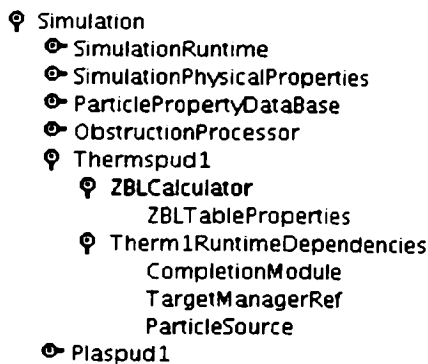 Simulation
SimulationRuntime
SimulationPhysicalProperties
ParticlePropertyDataBase
ObstructionProcessor
Thermspud1
ZBLCalculator
ZBLTableProperties
Therm1RuntimeDependencies
CompletionModule
TargetManagerRef
ParticleSource
Plaspud1